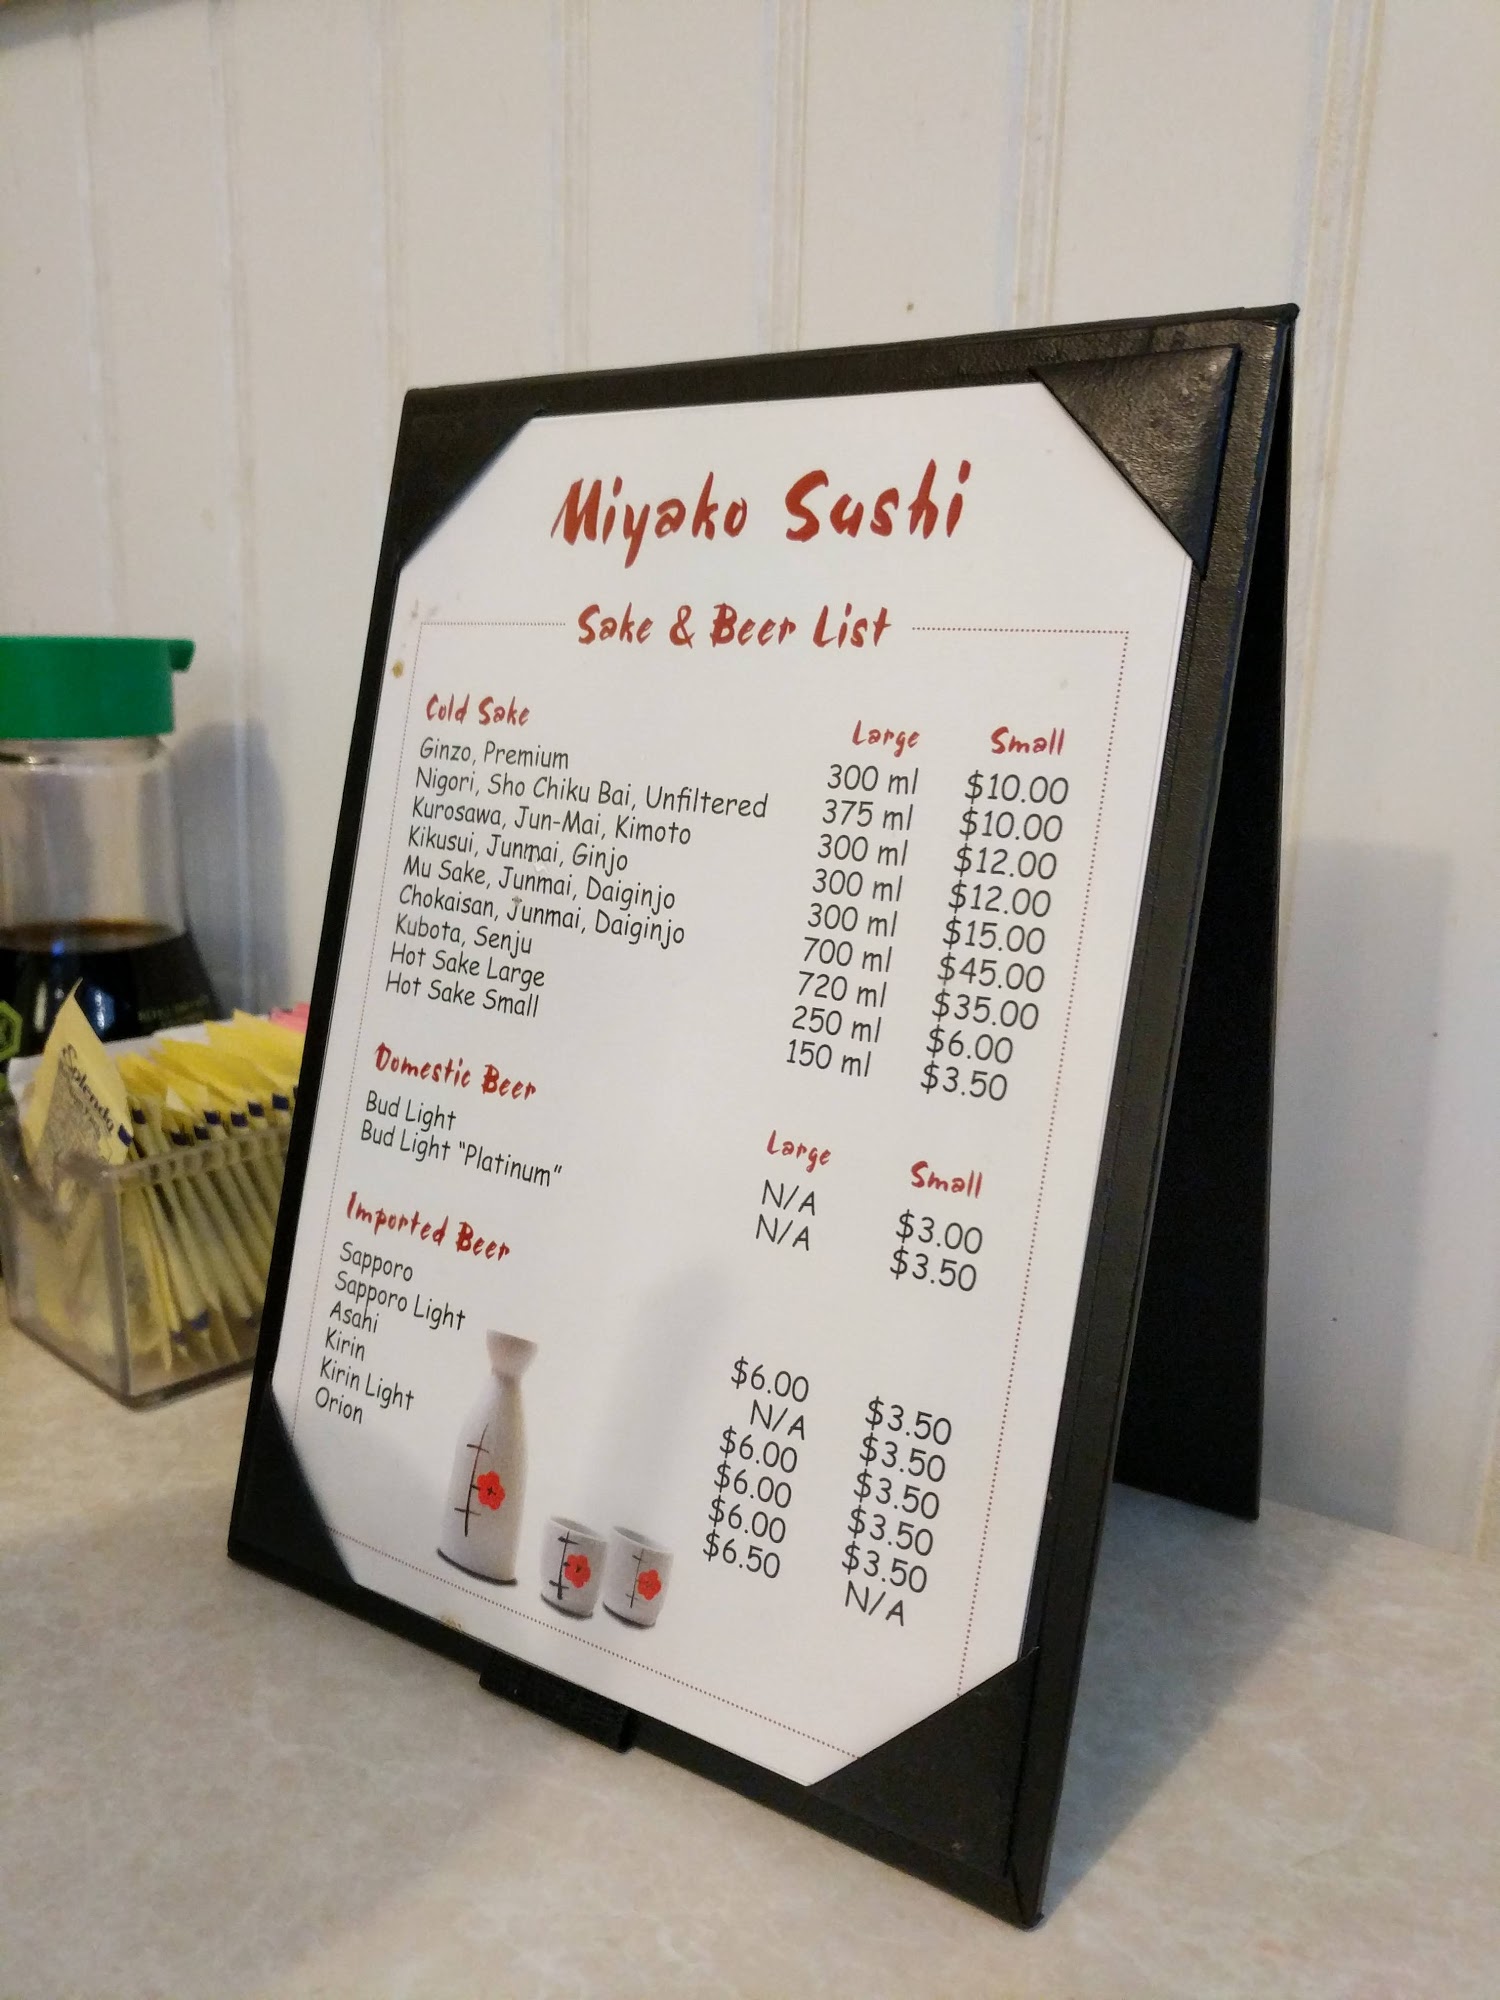 Miyako Sushi
Sake & Beer List
Cold Sake Large Small
Ginzo, Premium 300 ml $10.00
Nigori, Sho Chiku Bai, Unfiltered 375 ml $10.00
Kurosawa, Jun-Mai, Kimoto 300 ml $12.00
Kikusui, Junmai, Ginjo 300 ml $12.00
Mu Sake, Junmai, Daiginjo 300 ml $15.00
Chokaisan, Junmai, Daiginjo 700 ml $45.00
Kubota, Senju 720 ml $35.00
Hot Sake Large 250 ml $6.00
Hot Sake Small 150 ml $3.50
Domestic Beer Large Small
Bud Light N/A $3.00
Bud Light "Platinum" N/A $3.50
Imported Beer
Sapporo $6.00 $3.50
Sapporo Light N/A $3.50
Asahi $6.00 $3.50
Kirin $6.00 $3.50
Kirin Light $6.00 $3.50
Orion $6.50 N/A
Splenda